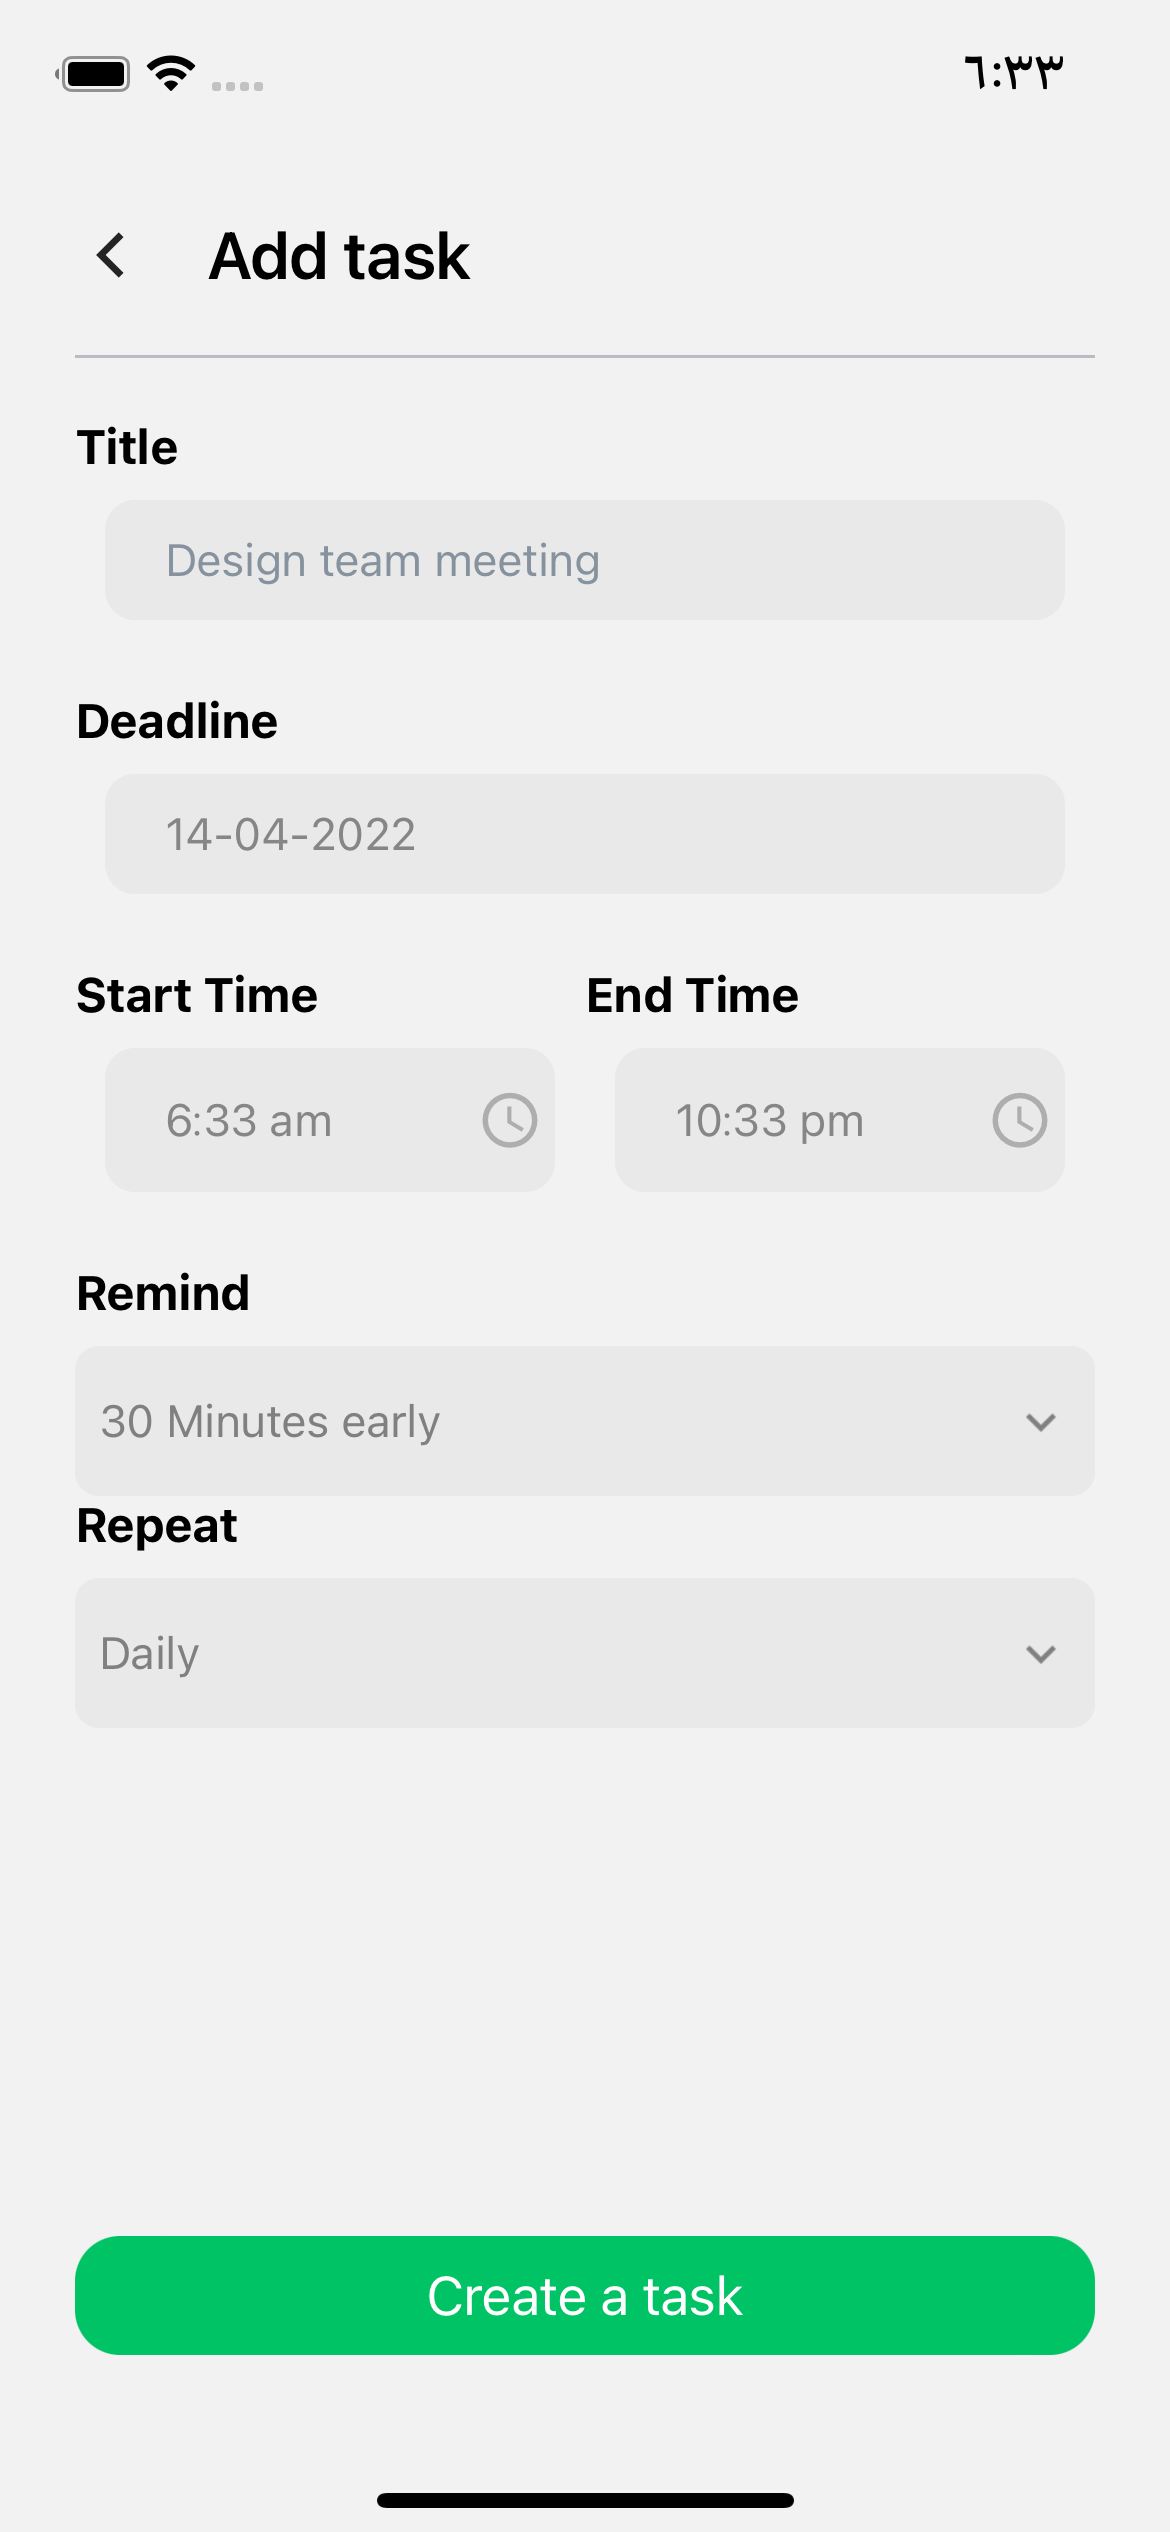 ٦:٣٣
Add task
Title
Design team meeting
Deadline
14-04-2022
Start Time End Time
6:33 am 10:33 pm
Remind
30 Minutes early
Repeat
Daily
Create a task